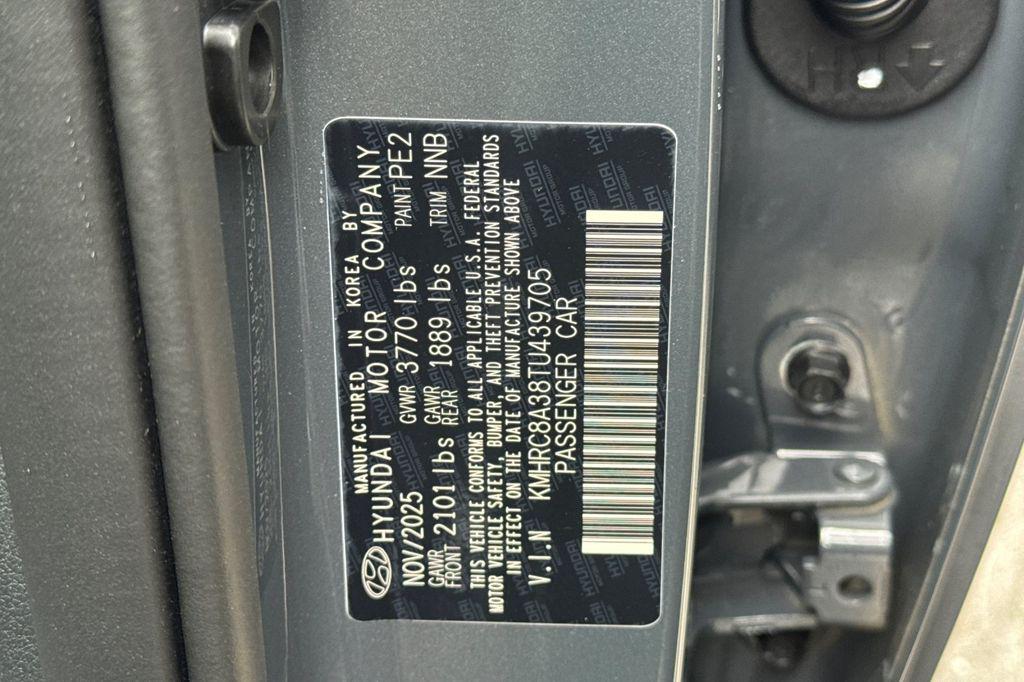 MANUFACTURED IN KOREA BY
HYUNDAI MOTOR COMPANY
NOV/2025 GVWR 3770 lbs PAINT PE2
GAWR FRONT 2101 lbs GAWR REAR 1889 lbs TRIM NNB
THIS VEHICLE CONFORMS TO ALL APPLICABLE U.S.A. FEDERAL
MOTOR VEHICLE SAFETY, BUMPER, AND THEFT PREVENTION STANDARDS
IN EFFECT ON THE DATE OF MANUFACTURE SHOWN ABOVE
V.I.N KMHRC8A38TU439705
PASSENGER CAR